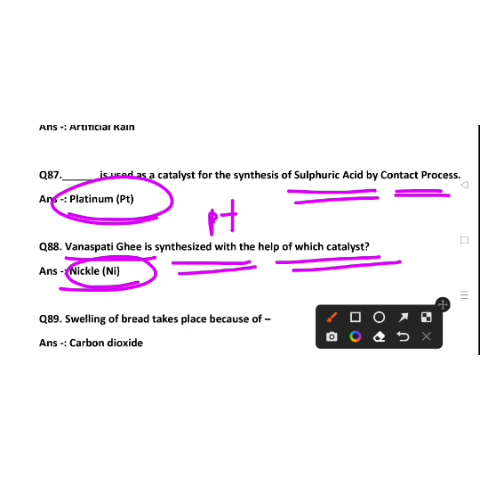 Ans -: Artificial Rain
Q87.______ is used as a catalyst for the synthesis of Sulphuric Acid by Contact Process.
Ans -: Platinum (Pt)
pt
Q88. Vanaspati Ghee is synthesized with the help of which catalyst?
Ans -: Nickle (Ni)
Q89. Swelling of bread takes place because of –
Ans -: Carbon dioxide